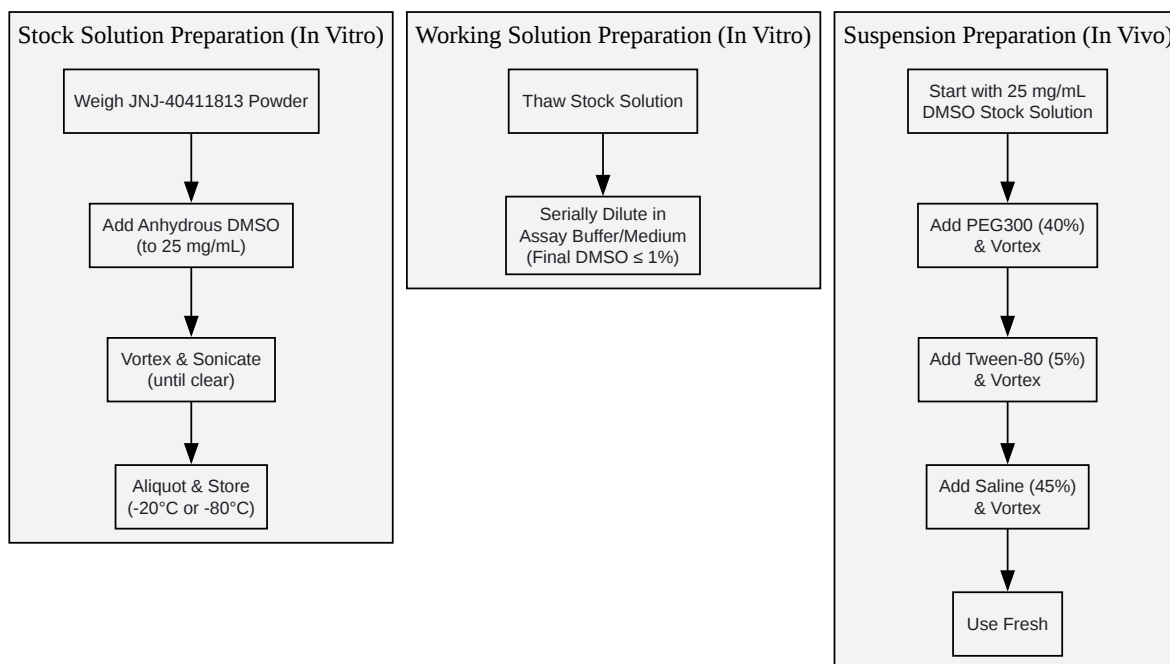 Stock Solution Preparation (In Vitro)
Weigh JNJ-40411813 Powder
Add Anhydrous DMSO
(to 25 mg/mL)
Vortex & Sonicate
(until clear)
Aliquot & Store
(-20°C or -80°C)
Working Solution Preparation (In Vitro)
Thaw Stock Solution
Serially Dilute in
Assay Buffer/Medium
(Final DMSO ≤ 1%)
Suspension Preparation (In Vivo)
Start with 25 mg/mL
DMSO Stock Solution
Add PEG300 (40%)
& Vortex
Add Tween-80 (5%)
& Vortex
Add Saline (45%)
& Vortex
Use Fresh